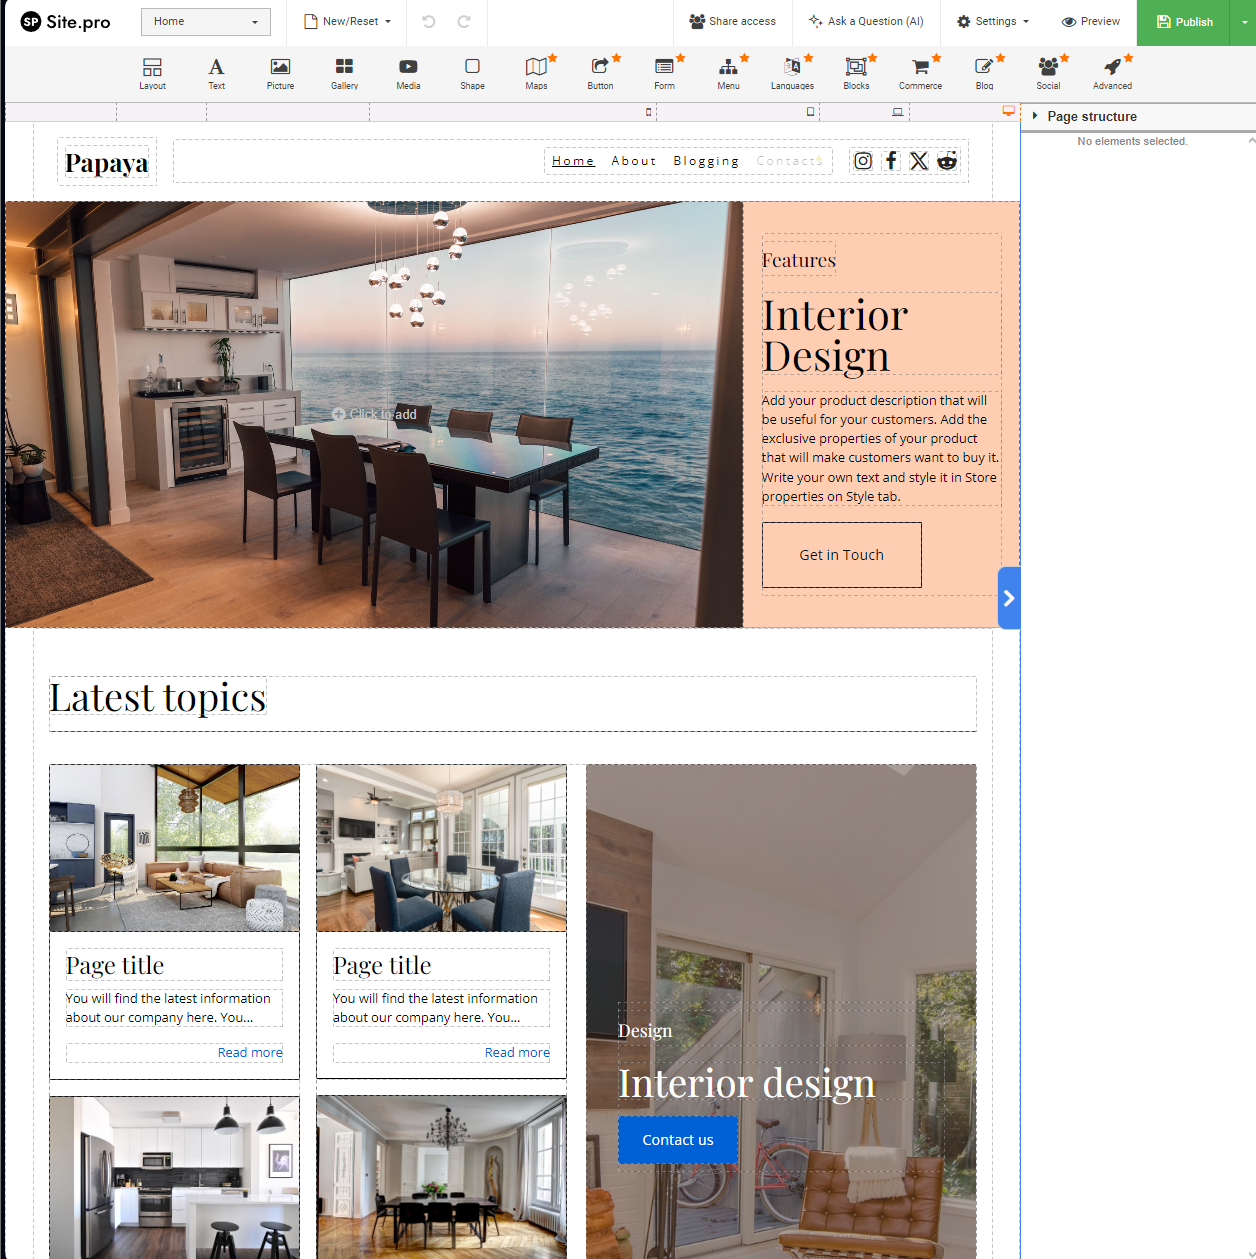 SP Site.pro
Home
New/Reset
Share access
Ask a Question (AI)
Settings
Preview
Publish
Layout
Text
Picture
Gallery
Media
Shape
Maps
Button
Form
Menu
Languages
Blocks
Commerce
Blog
Social
Advanced
Page structure
No elements selected.
Papaya
Home About Blogging Contacts
Click to add
Features
Interior
Design
Add your product description that will
be useful for your customers. Add the
exclusive properties of your product
that will make customers want to buy it.
Write your own text and style it in Store
properties on Style tab.
Get in Touch
Latest topics
Page title
You will find the latest information
about our company here. You...
Read more
Page title
You will find the latest information
about our company here. You...
Read more
Design
Interior design
Contact us